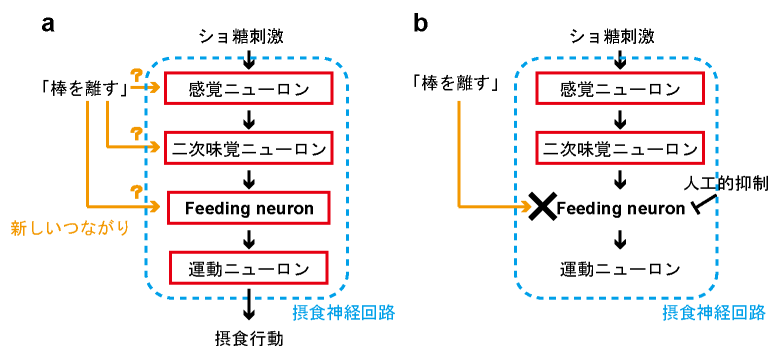 a
ショ糖刺激
「棒を離す」
?
感覚ニューロン
?
二次味覚ニューロン
?
Feeding neuron
新しいつながり
運動ニューロン
摂食神経回路
摂食行動
b
ショ糖刺激
「棒を離す」
感覚ニューロン
二次味覚ニューロン
人工的抑制
Feeding neuron
運動ニューロン
摂食神経回路